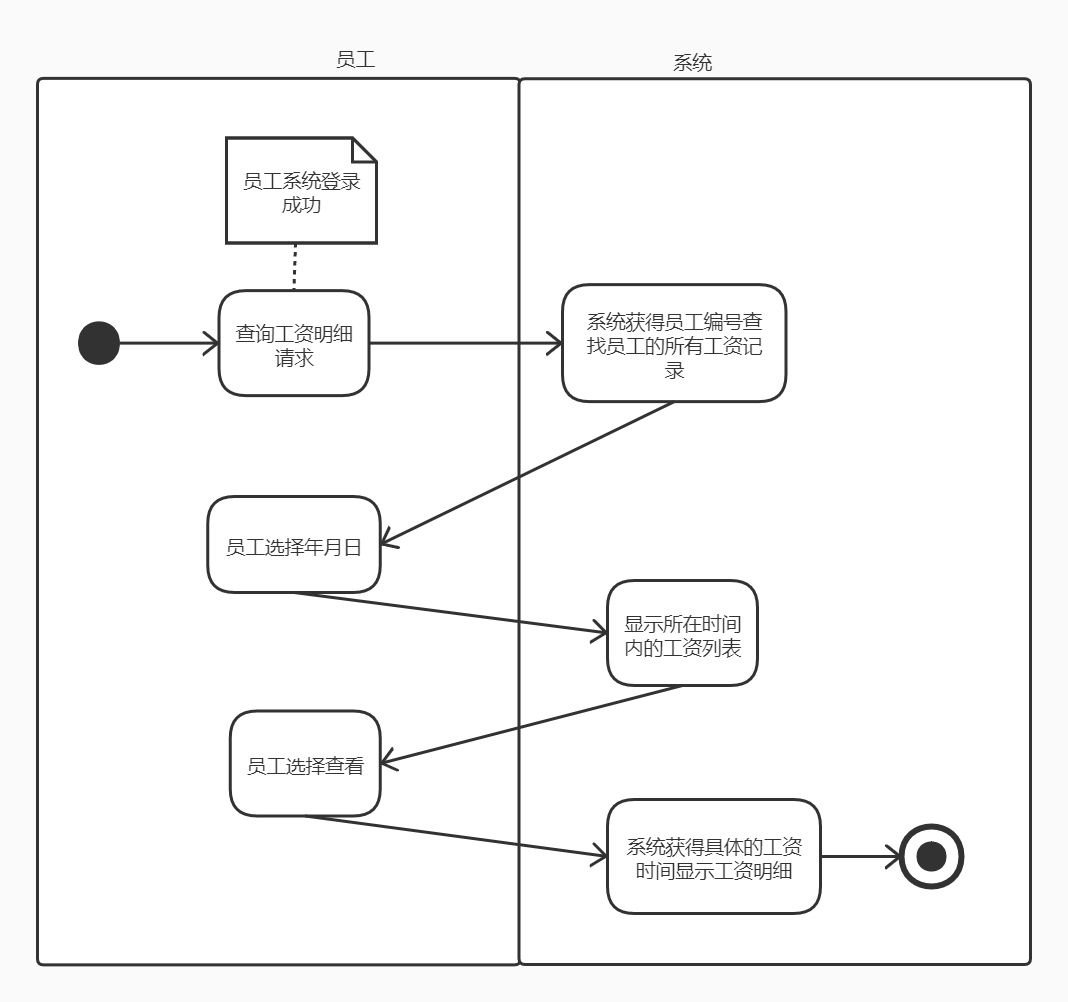 员工
系统
员工系统登录
成功
查询工资明细
请求
系统获得员工编号查
找员工的所有工资记
录
员工选择年月日
显示所在时间
内的工资列表
员工选择查看
系统获得具体的工资
时间显示工资明细